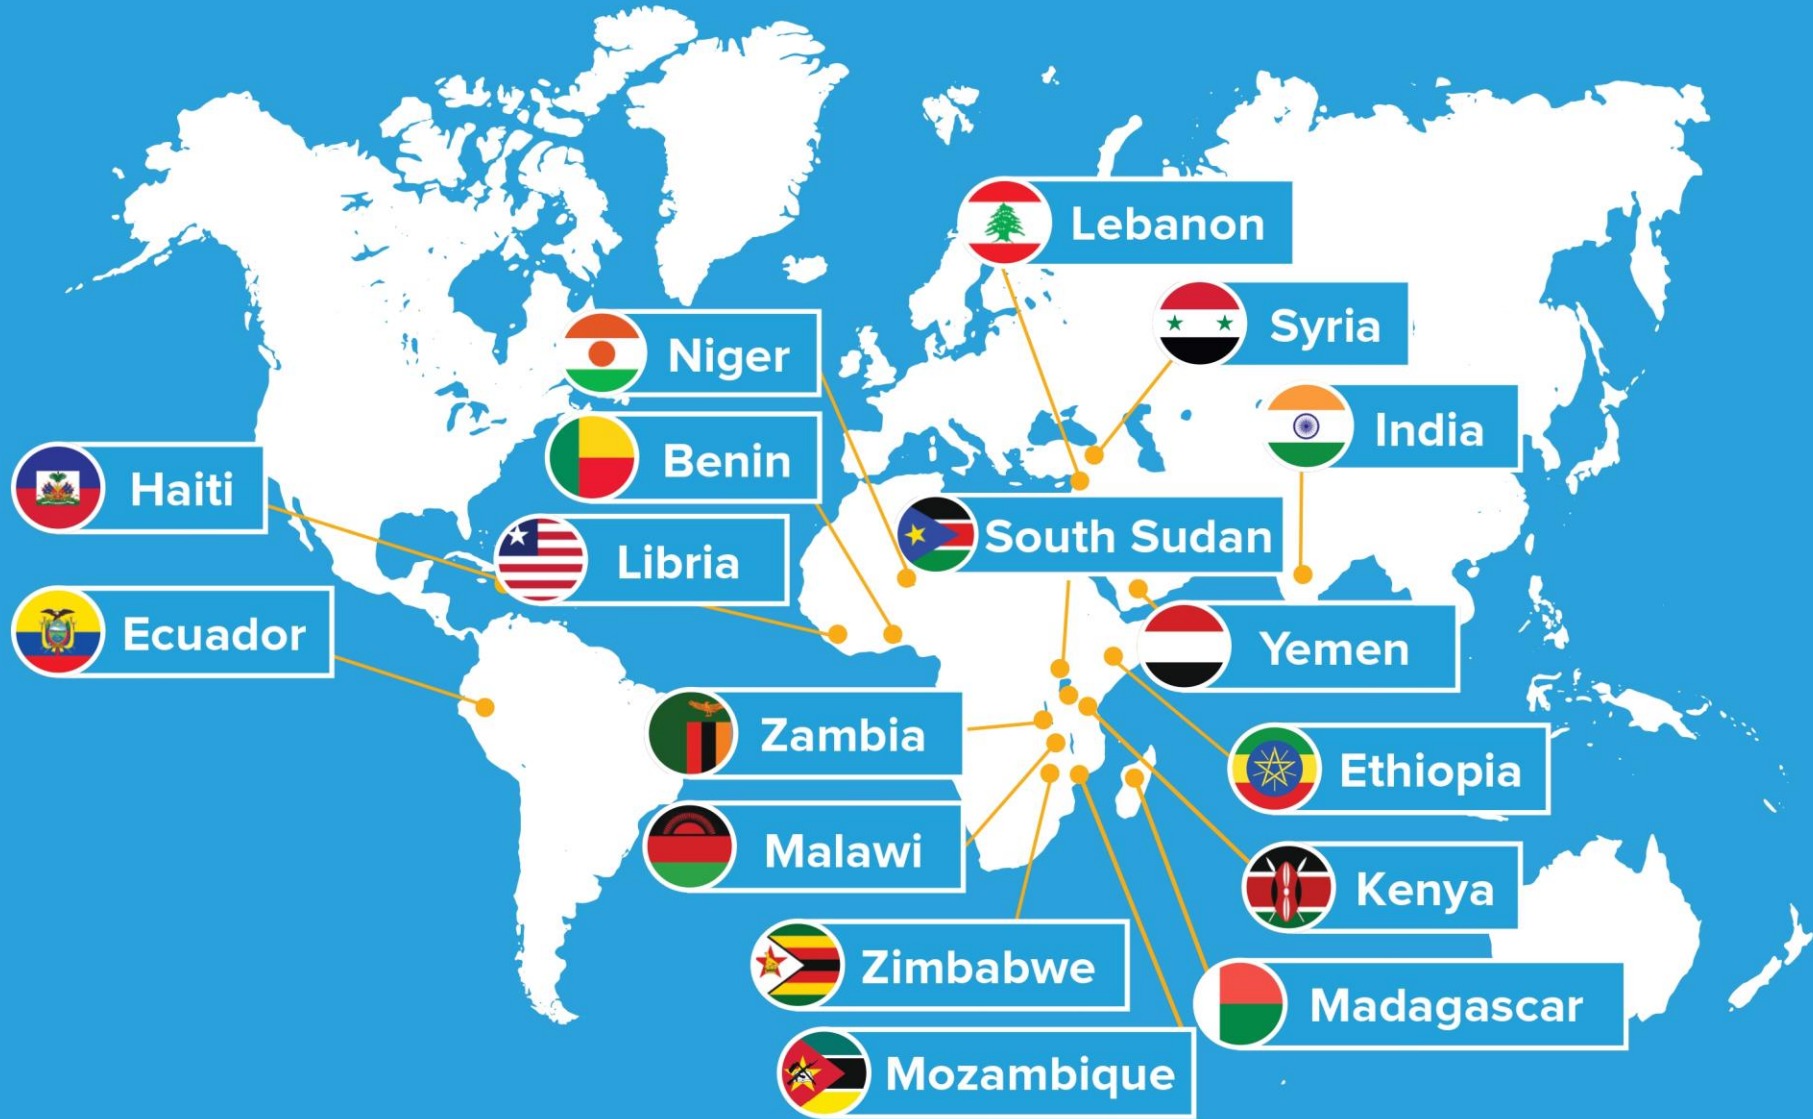 Lebanon
Syria
Niger
India
Benin
Haiti
South Sudan
Libria
Ecuador
Yemen
Zambia
Ethiopia
Malawi
Kenya
Zimbabwe
Madagascar
Mozambique